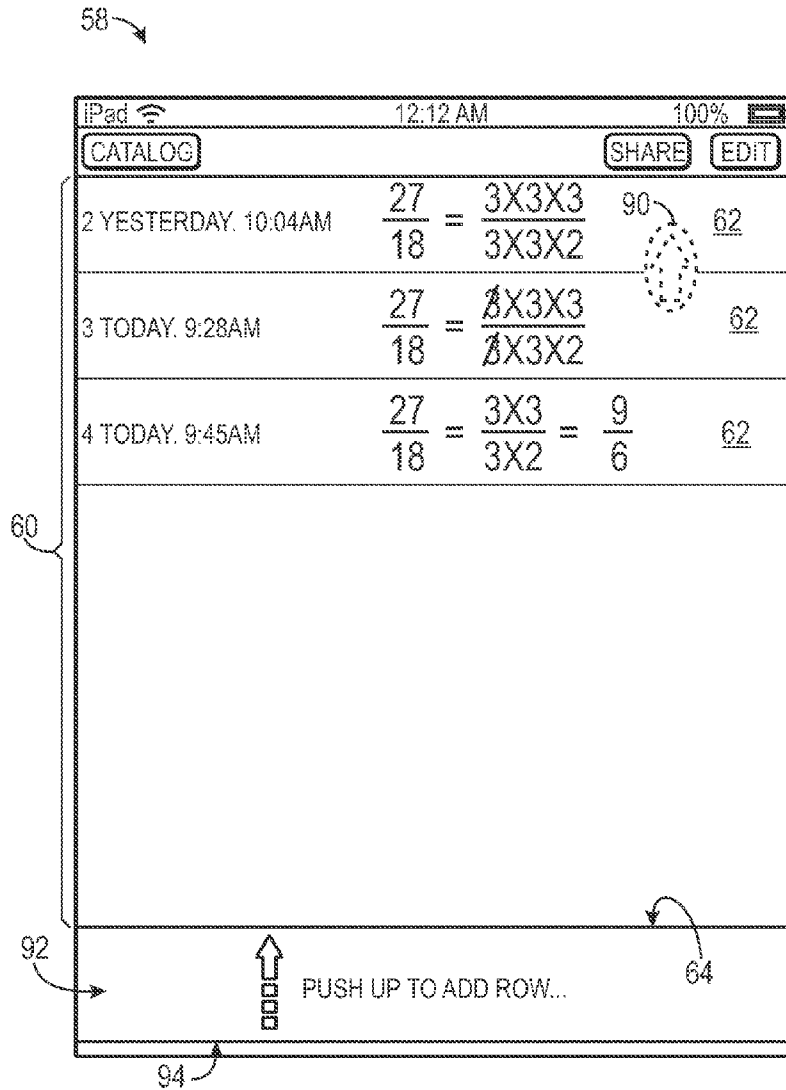 58
iPad 12:12 AM 100%
CATALOG SHARE EDIT
2 YESTERDAY. 10:04AM 27/18 = 3X3X3/3X3X2 90 62
3 TODAY. 9:28AM 27/18 = 3X3X3/3X3X2 62
4 TODAY. 9:45AM 27/18 = 3X3/3X2 = 9/6 62
60
92 PUSH UP TO ADD ROW... 64
94